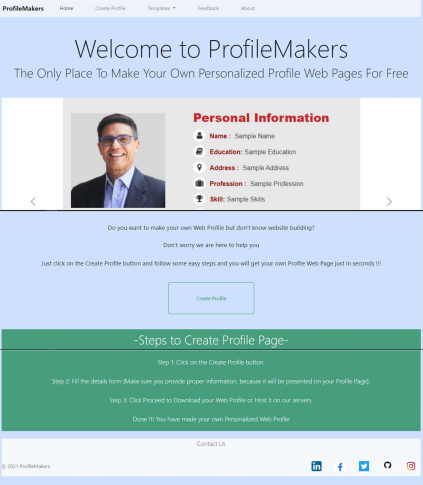 ProfileMakers Home Create Profile Templates Feedback About
Welcome to ProfileMakers
The Only Place To Make Your Own Personalized Profile Web Pages For Free
Personal Information
Name : Sample Name
Education: Sample Education
Address : Sample Address
Profession : Sample Profession
Skill: Sample Skills
Do you want to make your own Web Profile but don't know website building?
Don't worry we are here to help you
Just click on the Create Profile button and follow some easy steps and you will get your own Profile Web Page just in seconds !!!
Create Profile
-Steps to Create Profile Page-
Step 1: Click on the Create Profile button.
Step 2: Fill the details form (Make sure you provide proper information, because it will be presented on your Profile Page).
Step 3: Click Proceed to Download your Web Profile or Host it on our servers.
Done !!! You have made your own Personalized Web Profile
Contact Us
© 2021 ProfileMakers